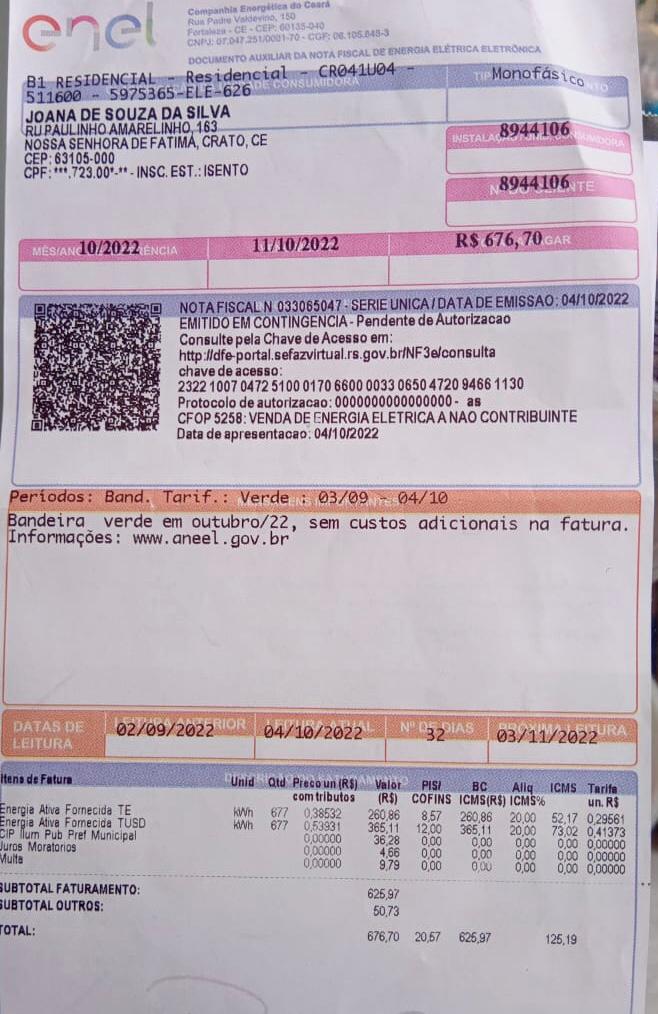 enel
Companhia Energética do Ceará
Rua Padre Valdevino, 150
Fortaleza - CE - CEP: 60135-040
CNPJ: 07.047.251/0001-70 - CGF: 06.105.848-3
DOCUMENTO AUXILIAR DA NOTA FISCAL DE ENERGIA ELÉTRICA ELETRÔNICA
B1 RESIDENCIAL - Residencial - CR041U04 - Monofásico
511600 - 5975365-ELE-626
JOANA DE SOUZA DA SILVA
RU PAULINHO AMARELINHO, 163
NOSSA SENHORA DE FATIMA, CRATO, CE
CEP: 63105-000
CPF: ***.723.00*-** - INSC. EST.: ISENTO
8944106
8944106
MÊS/ANO 10/2022 11/10/2022 R$ 676,70
NOTA FISCAL N 033065047 - SERIE UNICA / DATA DE EMISSAO: 04/10/2022
EMITIDO EM CONTINGENCIA - Pendente de Autorizacao
Consulte pela Chave de Acesso em:
http://dfe-portal.sefazvirtual.rs.gov.br/NF3e/consulta
chave de acesso:
2322 1007 0472 5100 0170 6600 0033 0650 4720 9466 1130
Protocolo de autorizacao: 0000000000000000 - as
CFOP 5258: VENDA DE ENERGIA ELETRICA A NAO CONTRIBUINTE
Data de apresentacao: 04/10/2022
Períodos: Band. Tarif.: Verde : 03/09 - 04/10
Bandeira verde em outubro/22, sem custos adicionais na fatura.
Informações: www.aneel.gov.br
DATAS DE LEITURA LEITURA ANTERIOR LEITURA ATUAL Nº DE DIAS PRÓXIMA LEITURA
02/09/2022 04/10/2022 32 03/11/2022
Itens de Fatura Unid Qtd Preco un (R$) com tributos Valor (R$) PIS/ COFINS BC ICMS(R$) Aliq ICMS% ICMS Tarifa un. R$
Energia Ativa Fornecida TE kWh 677 0,38532 260,86 8,57 260,86 20,00 52,17 0,29561
Energia Ativa Fornecida TUSD kWh 677 0,53931 365,11 12,00 365,11 20,00 73,02 0,41373
CIP Ilum Pub Pref Municipal 0,00000 36,28 0,00 0,00 0,00 0,00 0,00000
Juros Moratorios 0,00000 4,66 0,00 0,00 0,00 0,00 0,00000
Multa 0,00000 9,79 0,00 0,00 0,00 0,00 0,00000
SUBTOTAL FATURAMENTO: 625,97
SUBTOTAL OUTROS: 50,73
TOTAL: 676,70 20,57 625,97 125,19